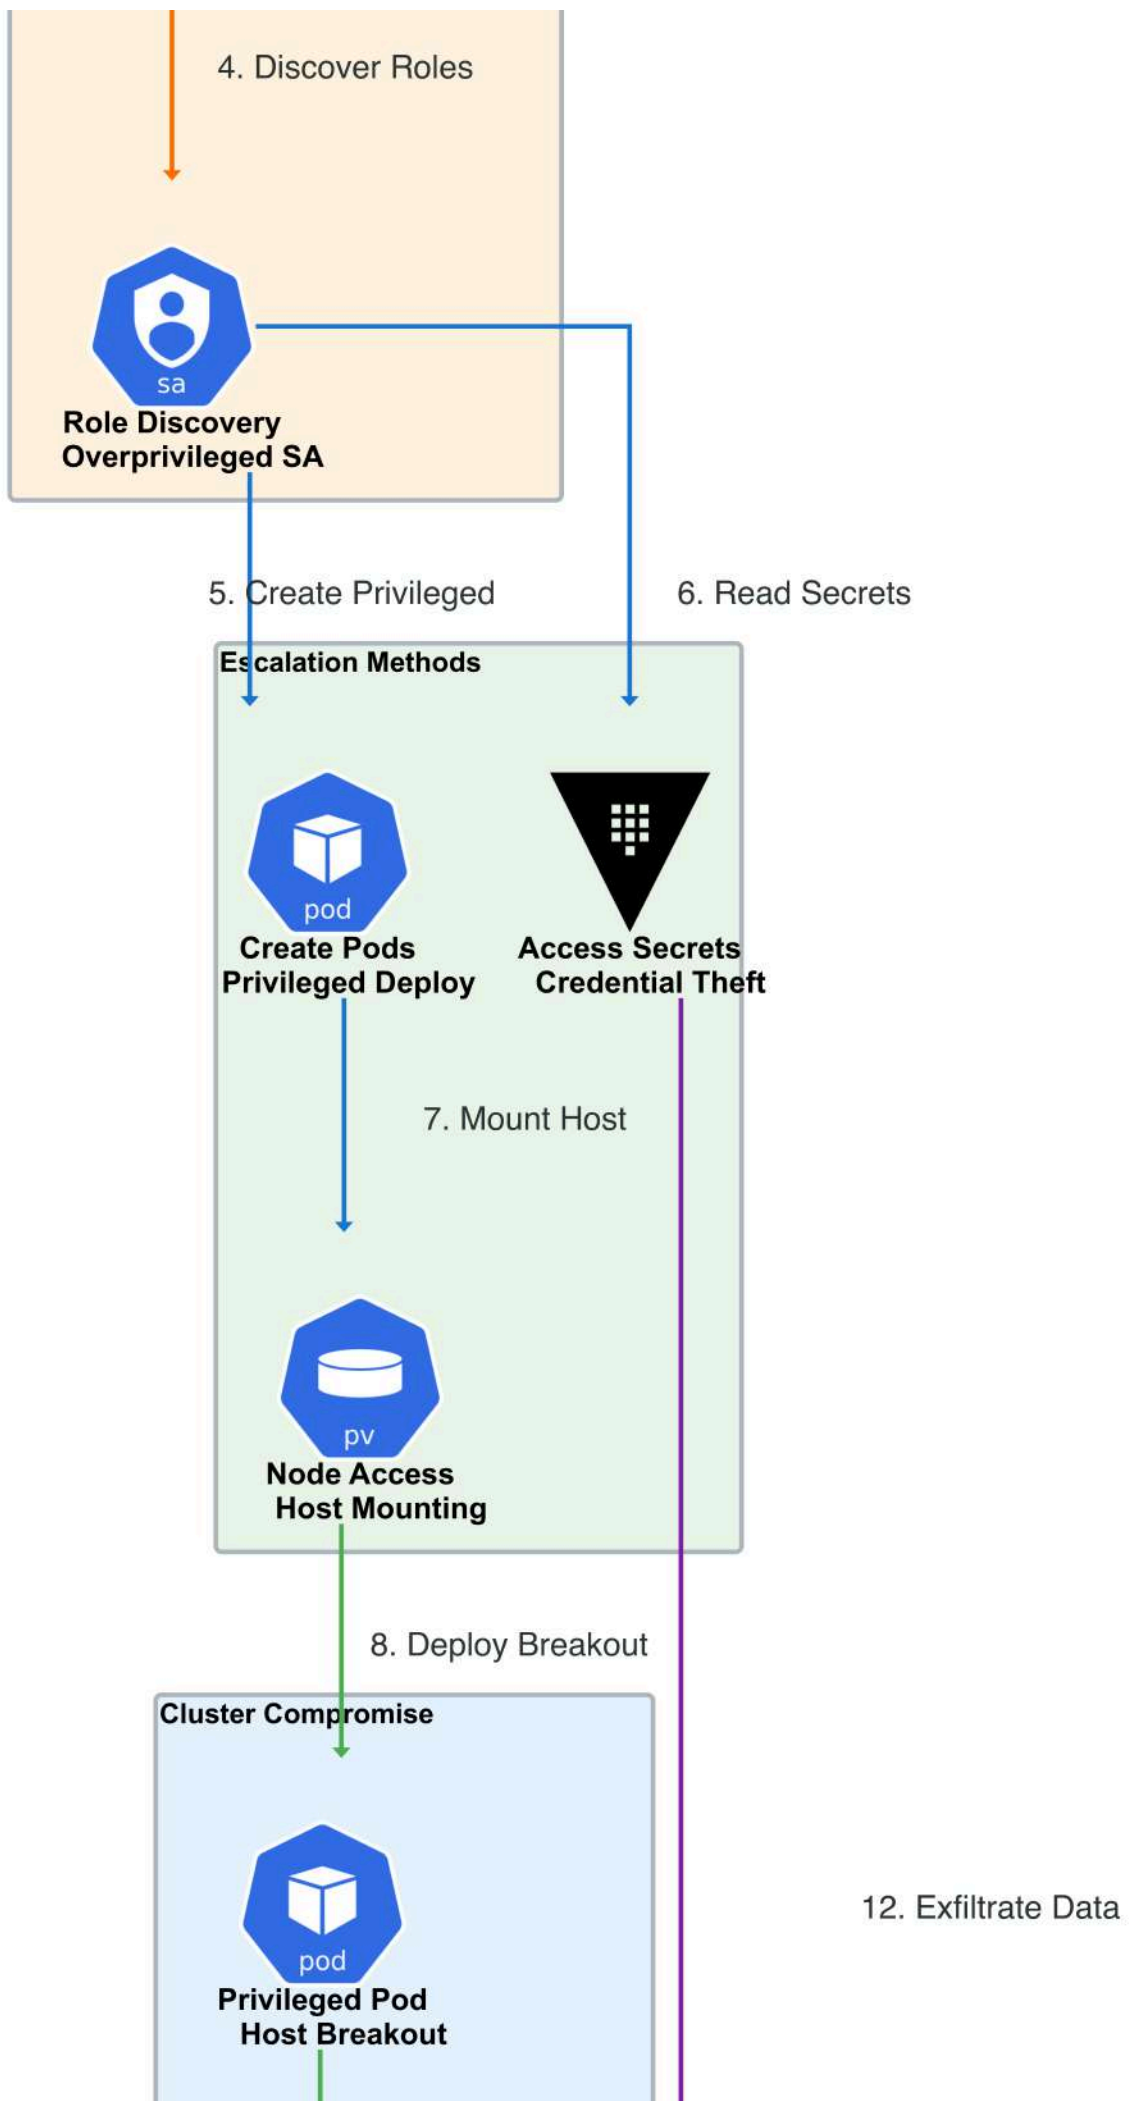 4. Discover Roles
sa
Role Discovery
Overprivileged SA
5. Create Privileged
6. Read Secrets
Escalation Methods
pod
Create Pods
Privileged Deploy
Access Secrets
Credential Theft
7. Mount Host
pv
Node Access
Host Mounting
8. Deploy Breakout
Cluster Compromise
12. Exfiltrate Data
pod
Privileged Pod
Host Breakout